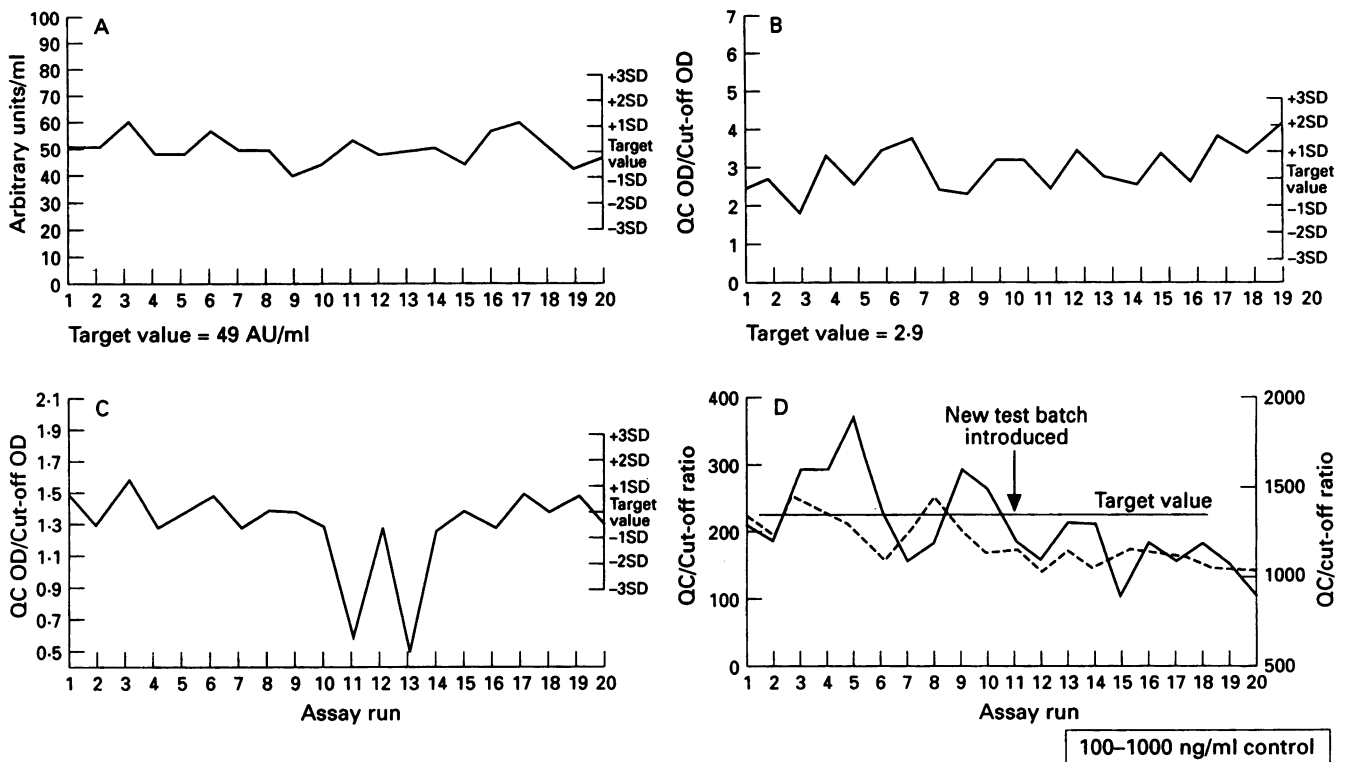 A
Arbitrary units/ml
100
90
80
70
60
50
40
30
20
10
0
+3SD
+2SD
+1SD
Target
value
−1SD
−2SD
−3SD
1 2 3 4 5 6 7 8 9 10 11 12 13 14 15 16 17 18 19 20
Target value = 49 AU/ml
B
QC OD/Cut-off OD
7
6
5
4
3
2
1
0
+3SD
+2SD
+1SD
Target
value
−1SD
−2SD
−3SD
1 2 3 4 5 6 7 8 9 10 11 12 13 14 15 16 17 18 19 20
Target value = 2·9
C
QC OD/Cut-off OD
2·1
1·9
1·7
1·5
1·3
1·1
0·9
0·7
0·5
+3SD
+2SD
+1SD
Target
value
−1SD
−2SD
−3SD
1 2 3 4 5 6 7 8 9 10 11 12 13 14 15 16 17 18 19 20
Assay run
D
QC/Cut-off ratio
400
300
200
100
0
New test batch
introduced
Target value
2000
1500
1000
500
QC/cut-off ratio
1 2 3 4 5 6 7 8 9 10 11 12 13 14 15 16 17 18 19 20
Assay run
100–1000 ng/ml control